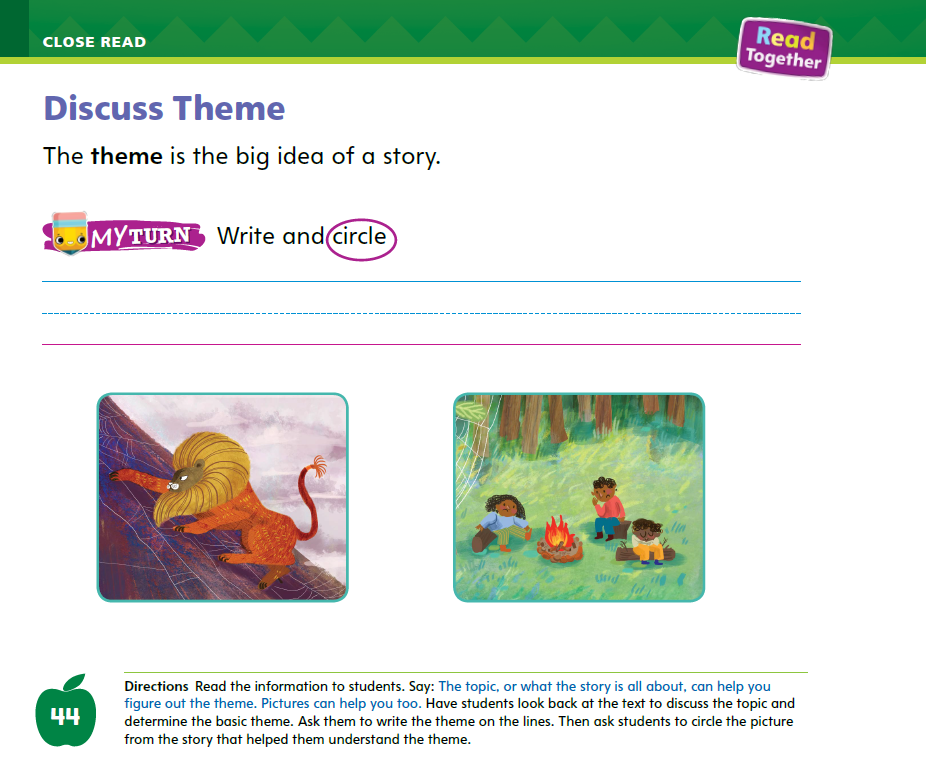 CLOSE READ
Read
Together
Discuss Theme
The theme is the big idea of a story.
MY TURN Write and circle
Directions Read the information to students. Say: The topic, or what the story is all about, can help you
figure out the theme. Pictures can help you too. Have students look back at the text to discuss the topic and
determine the basic theme. Ask them to write the theme on the lines. Then ask students to circle the picture
from the story that helped them understand the theme.
44